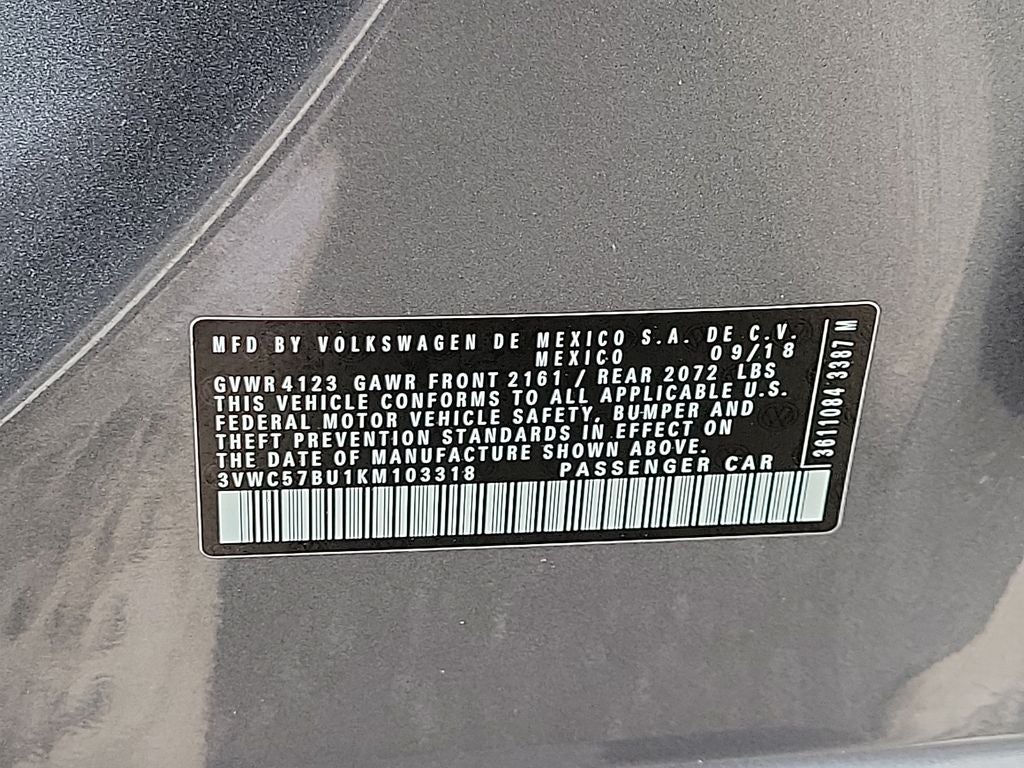 MFD BY VOLKSWAGEN DE MEXICO S.A. DE C.V.
MEXICO 09/18
GVWR 4123 GAWR FRONT 2161 / REAR 2072 LBS
THIS VEHICLE CONFORMS TO ALL APPLICABLE U.S.
FEDERAL MOTOR VEHICLE SAFETY, BUMPER AND
THEFT PREVENTION STANDARDS IN EFFECT ON
THE DATE OF MANUFACTURE SHOWN ABOVE.
3VWC57BU1KM103318 PASSENGER CAR
3611084 3387 M